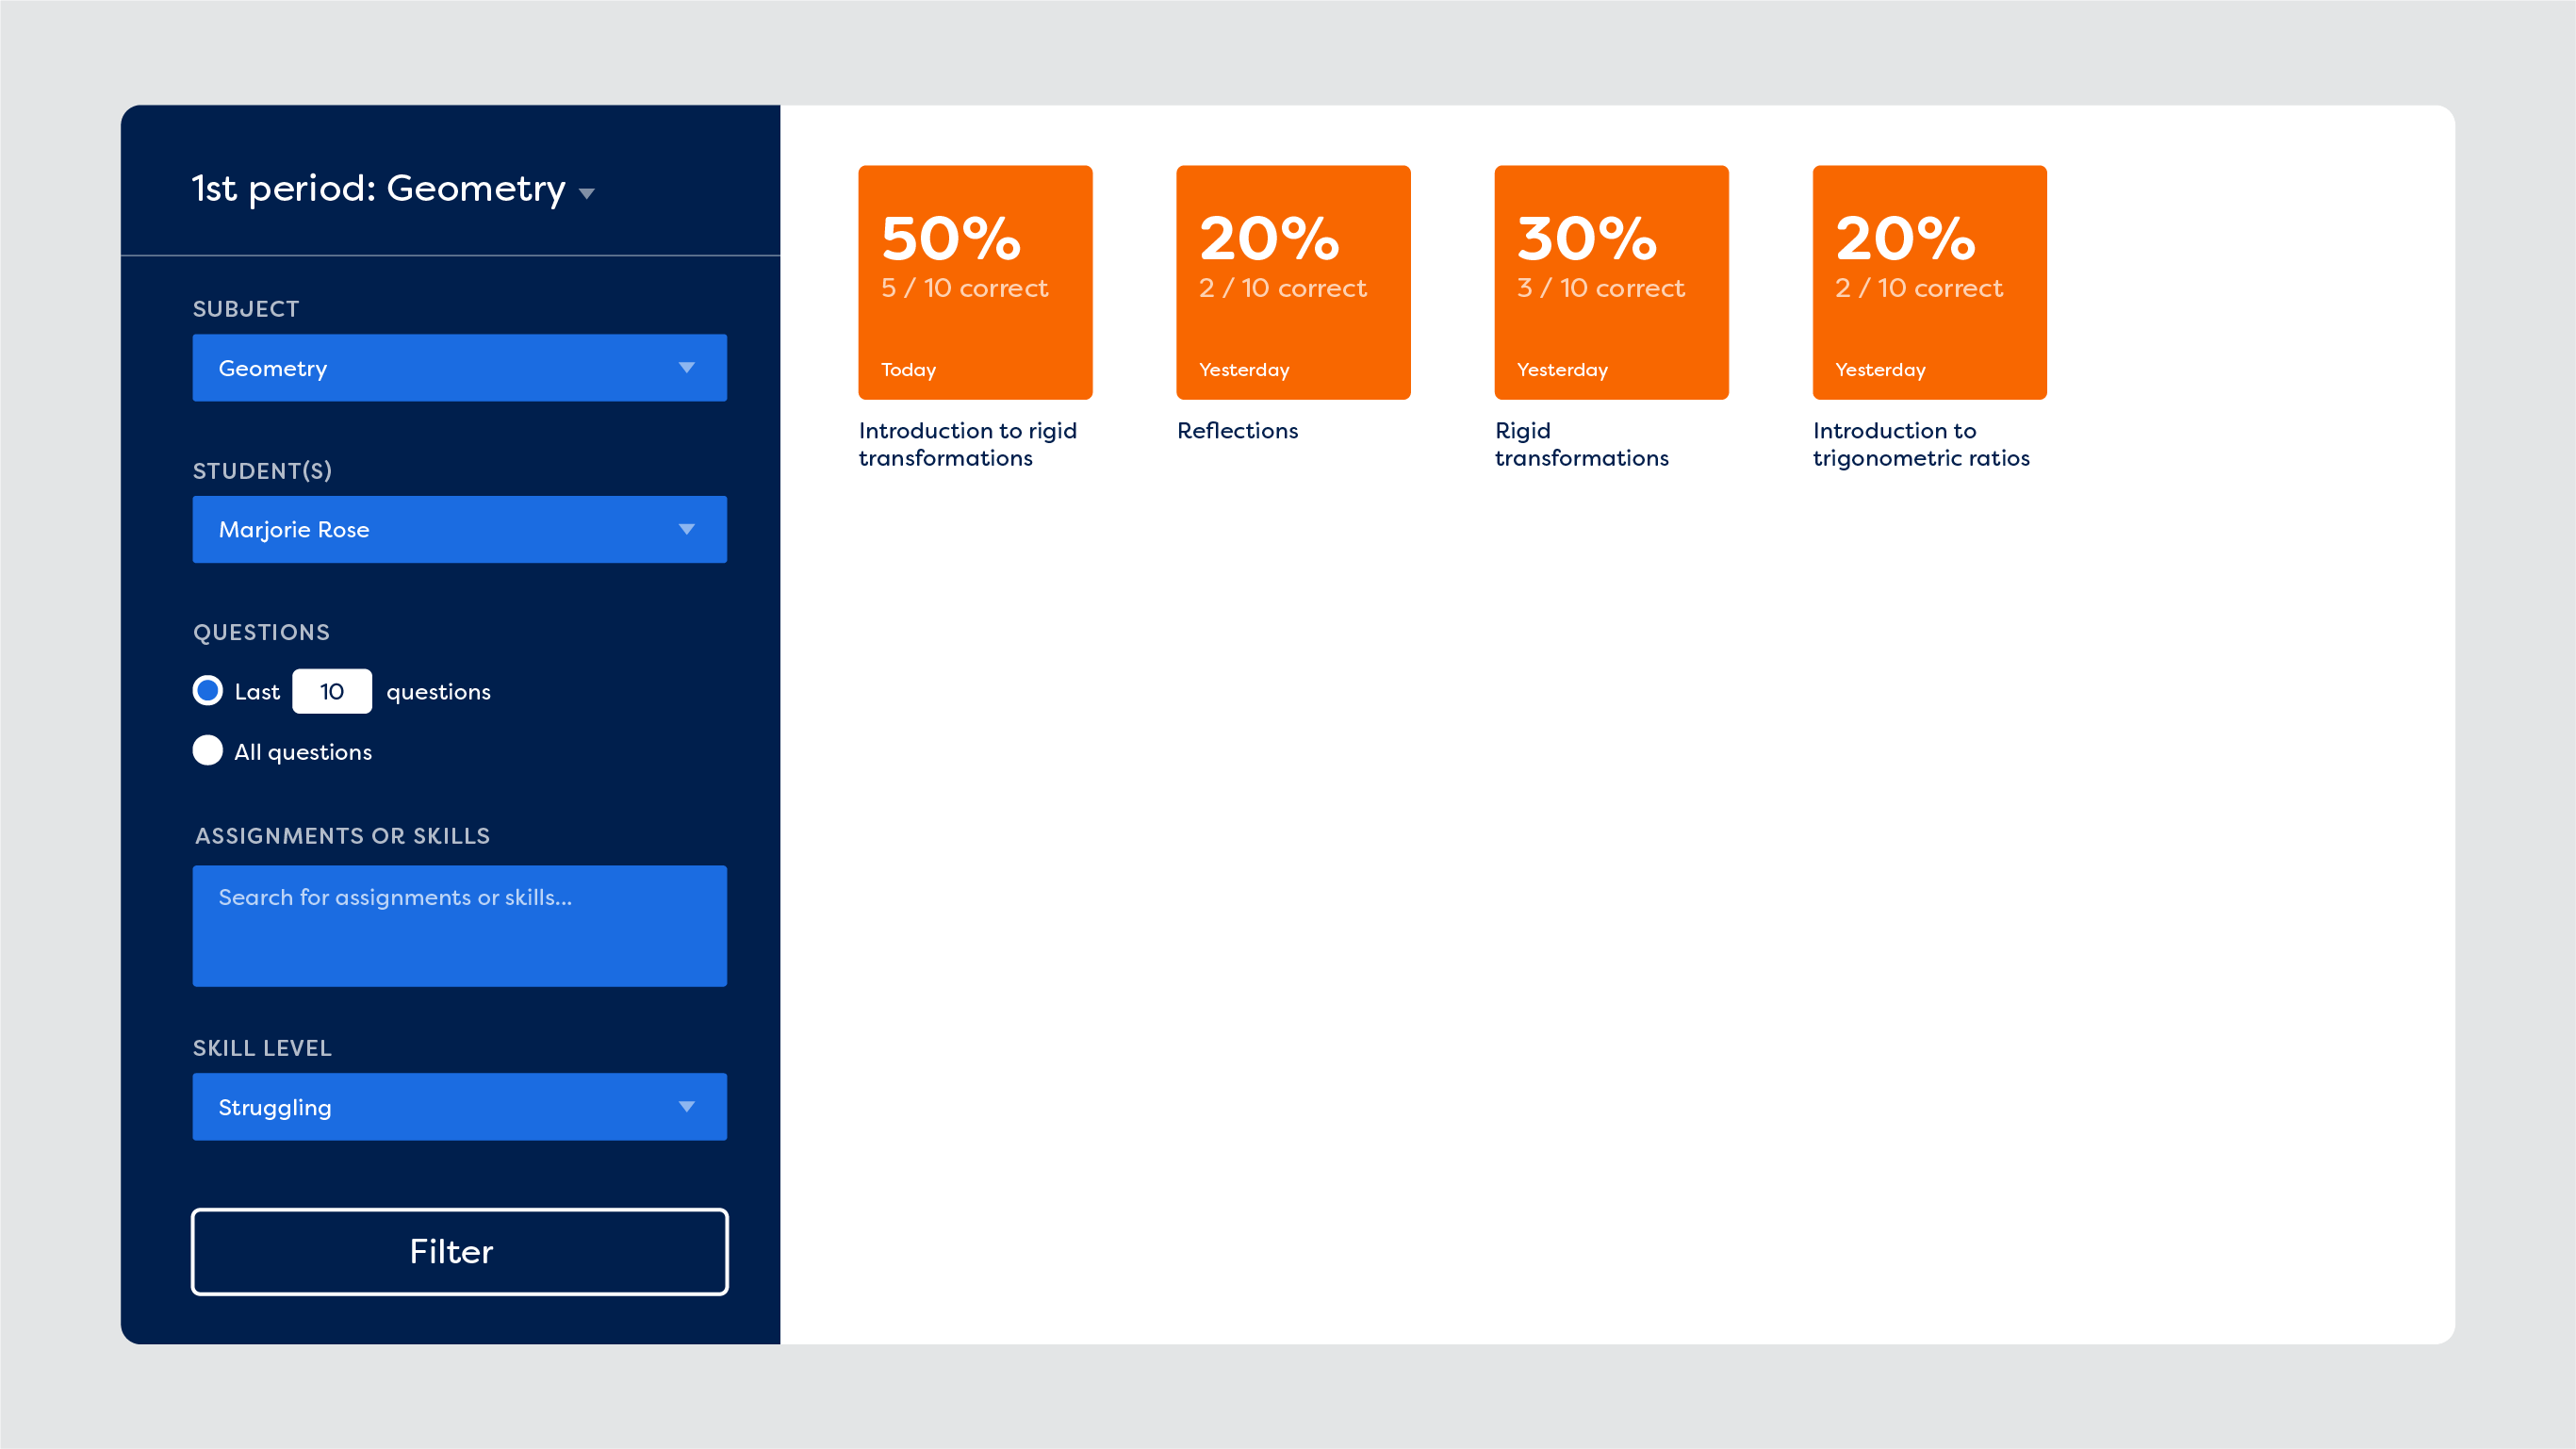 1st period: Geometry
SUBJECT
Geometry
STUDENT(S)
Marjorie Rose
QUESTIONS
Last 10 questions
All questions
ASSIGNMENTS OR SKILLS
Search for assignments or skills...
SKILL LEVEL
Struggling
Filter
50%
5 / 10 correct
Today
Introduction to rigid
transformations
20%
2 / 10 correct
Yesterday
Reflections
30%
3 / 10 correct
Yesterday
Rigid
transformations
20%
2 / 10 correct
Yesterday
Introduction to
trigonometric ratios